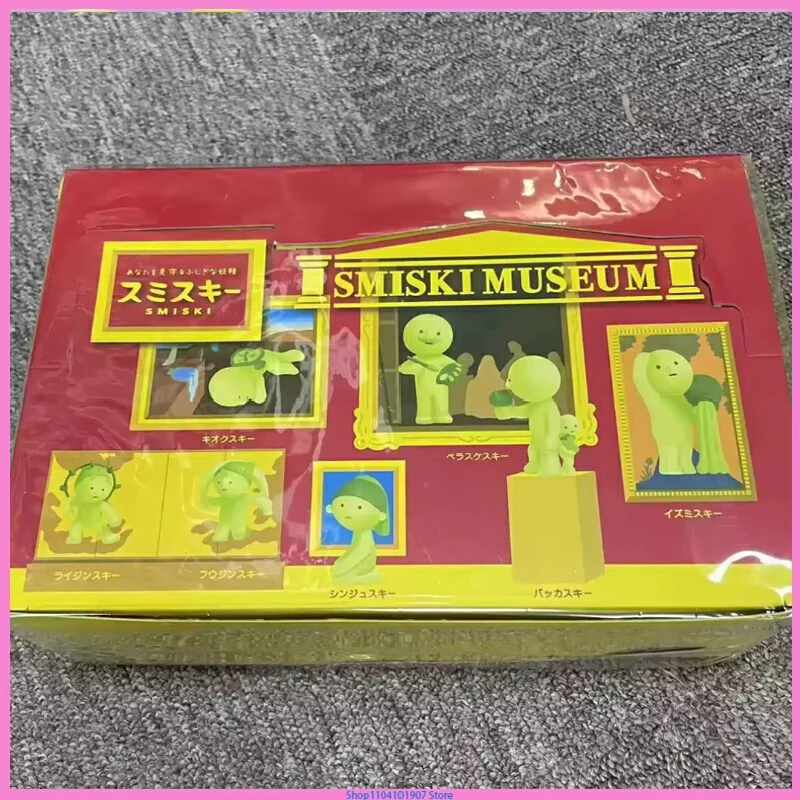 あなたを見守るふしぎな妖精
スミスキー
SMISKI
SMISKI MUSEUM
キオクスキー
ベラスケスキー
イズミスキー
ライジンスキー
フウジンスキー
シンジュスキー
バッカスキー
Shop1104101907 Store